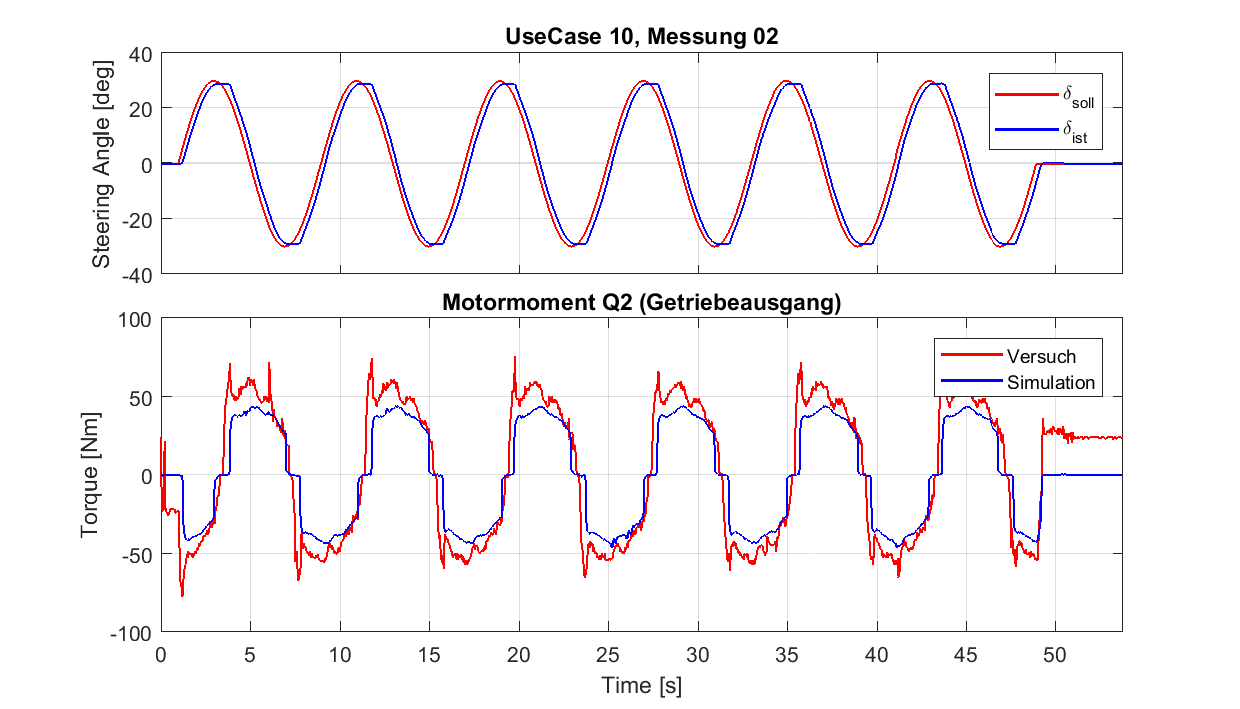 UseCase 10, Messung 02
Steering Angle [deg]
40
20
0
-20
-40
δsoll
δist
Motormoment Q2 (Getriebeausgang)
Torque [Nm]
100
50
0
-50
-100
Versuch
Simulation
0 5 10 15 20 25 30 35 40 45 50
Time [s]